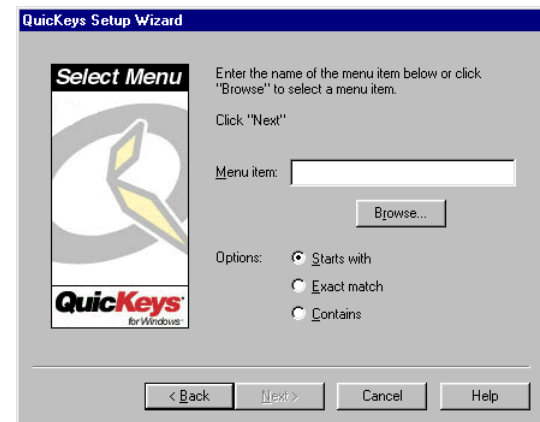 QuicKeys Setup Wizard
Select Menu
Enter the name of the menu item below or click
"Browse" to select a menu item.
Click "Next"
Menu item:
Browse...
Options:
Starts with
Exact match
Contains
QuicKeys
for Windows
< Back
Next >
Cancel
Help